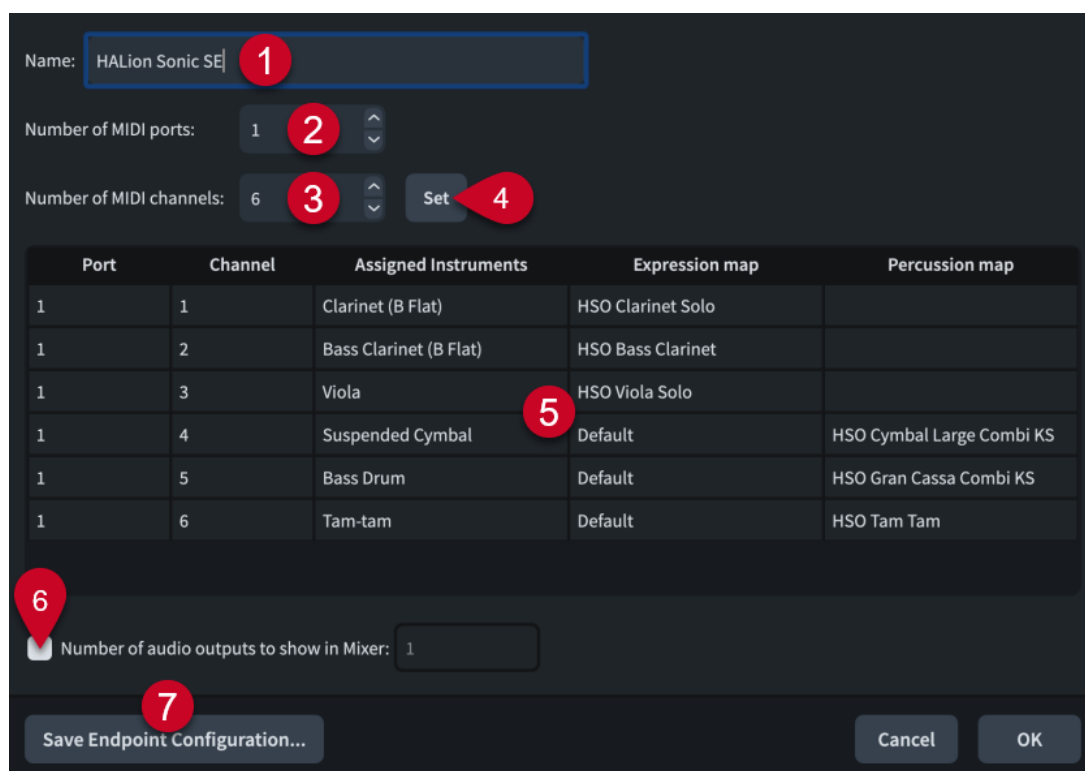 Name: HALion Sonic SE 1
Number of MIDI ports: 1 2
Number of MIDI channels: 6 3 Set 4
Port Channel Assigned Instruments Expression map Percussion map
1 1 Clarinet (B Flat) HSO Clarinet Solo
1 2 Bass Clarinet (B Flat) HSO Bass Clarinet
1 3 Viola HSO Viola Solo
5
1 4 Suspended Cymbal Default HSO Cymbal Large Combi KS
1 5 Bass Drum Default HSO Gran Cassa Combi KS
1 6 Tam-tam Default HSO Tam Tam
6
Number of audio outputs to show in Mixer: 1
7
Save Endpoint Configuration... Cancel OK